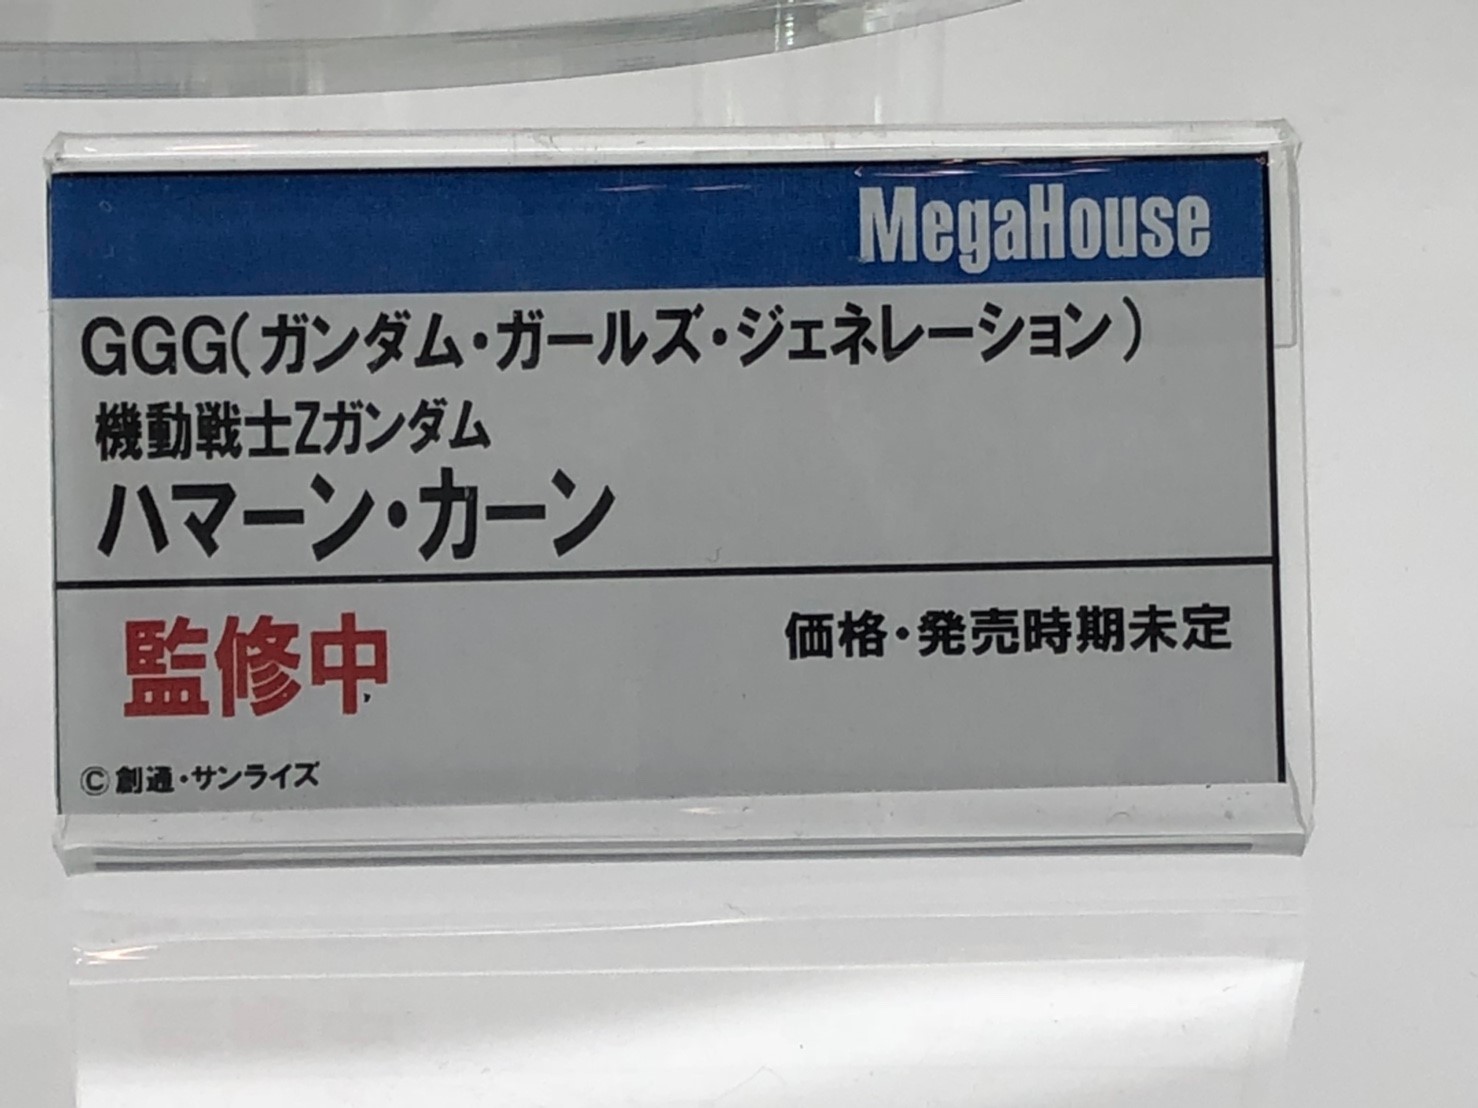 MegaHouse
GGG(ガンダム・ガールズ・ジェネレーション)
機動戦士Zガンダム
ハマーン・カーン
監修中
価格・発売時期未定
©創通・サンライズ